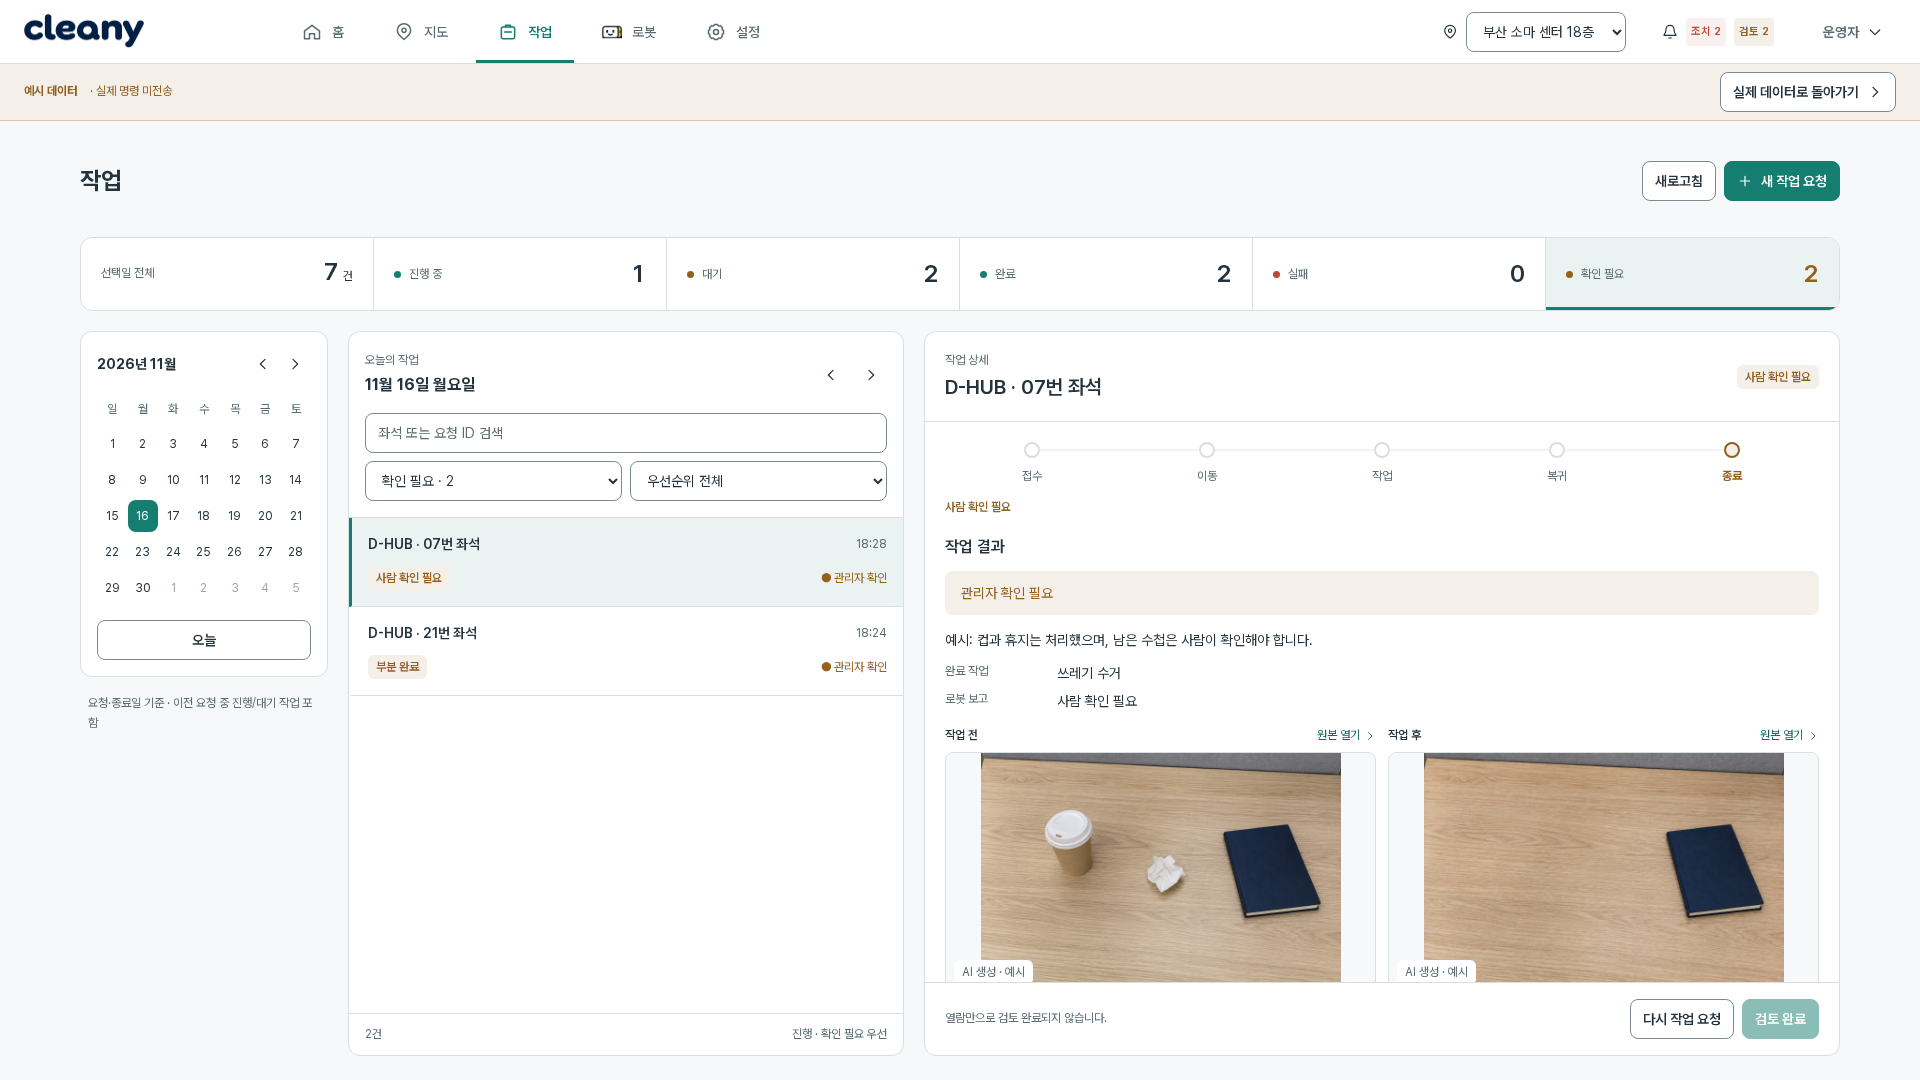 cleany
홈
지도
작업
로봇
설정
부산 소마 센터 18층
조치 2
검토 2
운영자
예시 데이터 · 실제 명령 미전송
실제 데이터로 돌아가기
작업
새로고침
새 작업 요청
선택일 전체 7 건
진행 중 1
대기 2
완료 2
실패 0
확인 필요 2
2026년 11월
일 월 화 수 목 금 토
1 2 3 4 5 6 7
8 9 10 11 12 13 14
15 16 17 18 19 20 21
22 23 24 25 26 27 28
29 30 1 2 3 4 5
오늘
요청·종료일 기준 · 이전 요청 중 진행/대기 작업 포
함
오늘의 작업
11월 16일 월요일
좌석 또는 요청 ID 검색
확인 필요 · 2
우선순위 전체
D-HUB · 07번 좌석 18:28
사람 확인 필요 관리자 확인
D-HUB · 21번 좌석 18:24
부분 완료 관리자 확인
2건 진행 · 확인 필요 우선
작업 상세
D-HUB · 07번 좌석
사람 확인 필요
접수 이동 작업 복귀 종료
사람 확인 필요
작업 결과
관리자 확인 필요
예시: 컵과 휴지는 처리했으며, 남은 수첩은 사람이 확인해야 합니다.
완료 작업 쓰레기 수거
로봇 보고 사람 확인 필요
작업 전 원본 열기
작업 후 원본 열기
AI 생성 · 예시
AI 생성 · 예시
열람만으로 검토 완료되지 않습니다.
다시 작업 요청
검토 완료